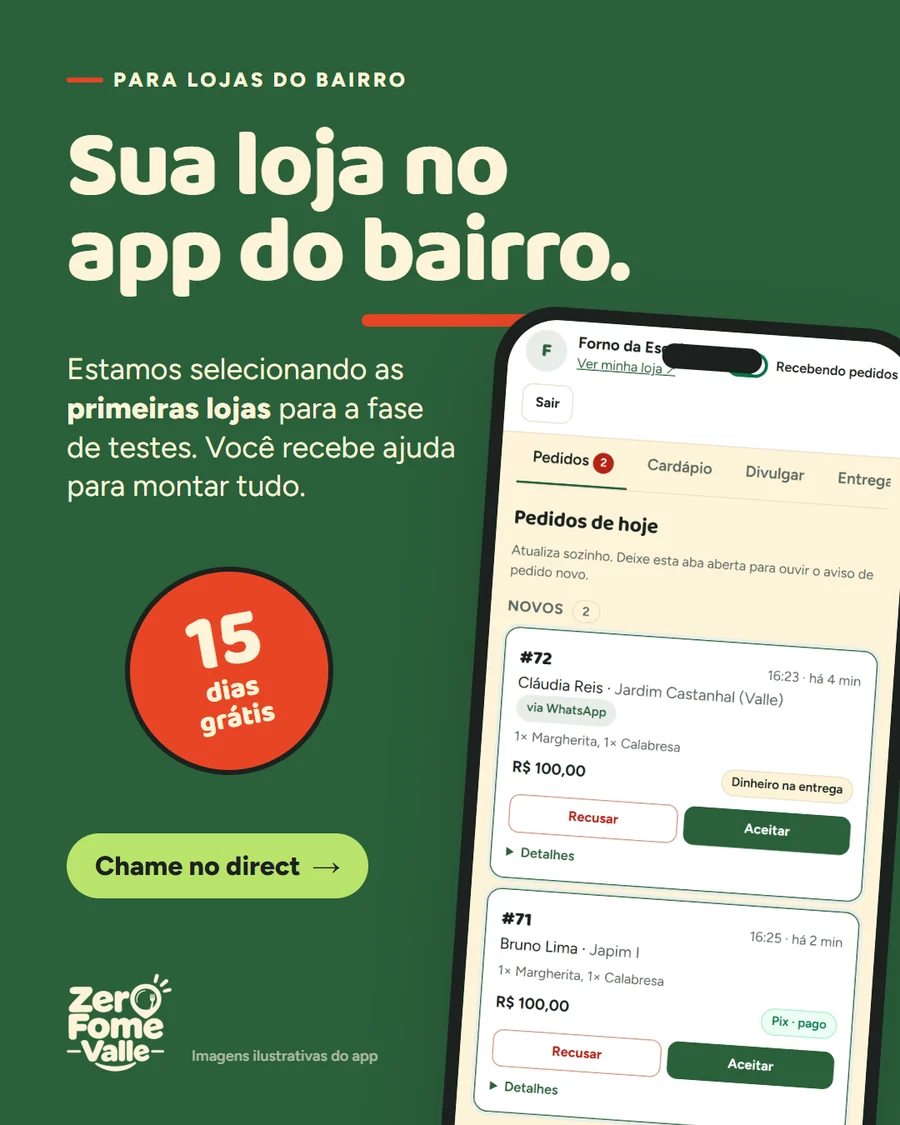 PARA LOJAS DO BAIRRO
Sua loja no
app do bairro.
Estamos selecionando as
primeiras lojas para a fase
de testes. Você recebe ajuda
para montar tudo.
15
dias
grátis
Chame no direct →
Zero
Fome
Valle
Imagens ilustrativas do app
F
Forno da
Ver minha loja ↗
Recebendo pedidos
Sair
Pedidos 2
Cardápio
Divulgar
Entrega
Pedidos de hoje
Atualiza sozinho. Deixe esta aba aberta para ouvir o aviso de
pedido novo.
NOVOS 2
#72
16:23 · há 4 min
Cláudia Reis · Jardim Castanhal (Valle)
via WhatsApp
1× Margherita, 1× Calabresa
R$ 100,00
Dinheiro na entrega
Recusar
Aceitar
▶ Detalhes
#71
16:25 · há 2 min
Bruno Lima · Japim I
1× Margherita, 1× Calabresa
R$ 100,00
Pix · pago
Recusar
Aceitar
▶ Detalhes